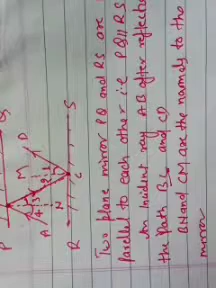 P
Q
A
M
D
B
N
R
C
S
Two plane mirror PQ and RS are
parallel to each other i.e PQ||RS
An incident ray AB after reflecto
the path BC and CD
BN and CM are the normals to the
mirror